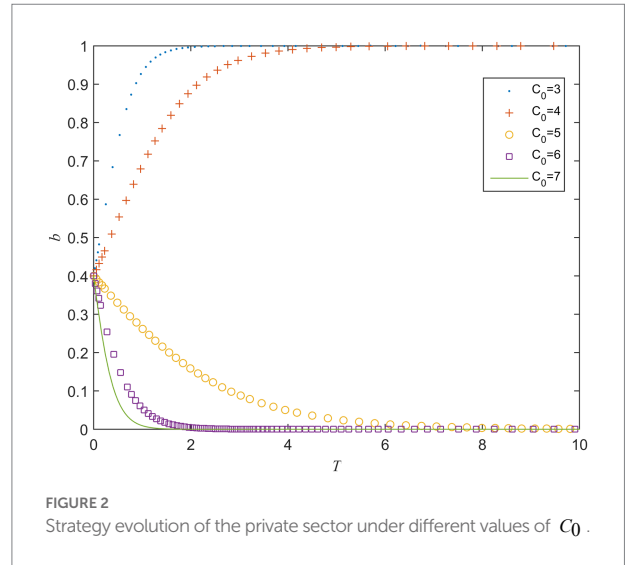 1
0.9
0.8
0.7
0.6
0.5
0.4
0.3
0.2
0.1
0
b
0 2 4 6 8 10
T
C0=3
C0=4
C0=5
C0=6
C0=7
FIGURE 2
Strategy evolution of the private sector under different values of C0 .